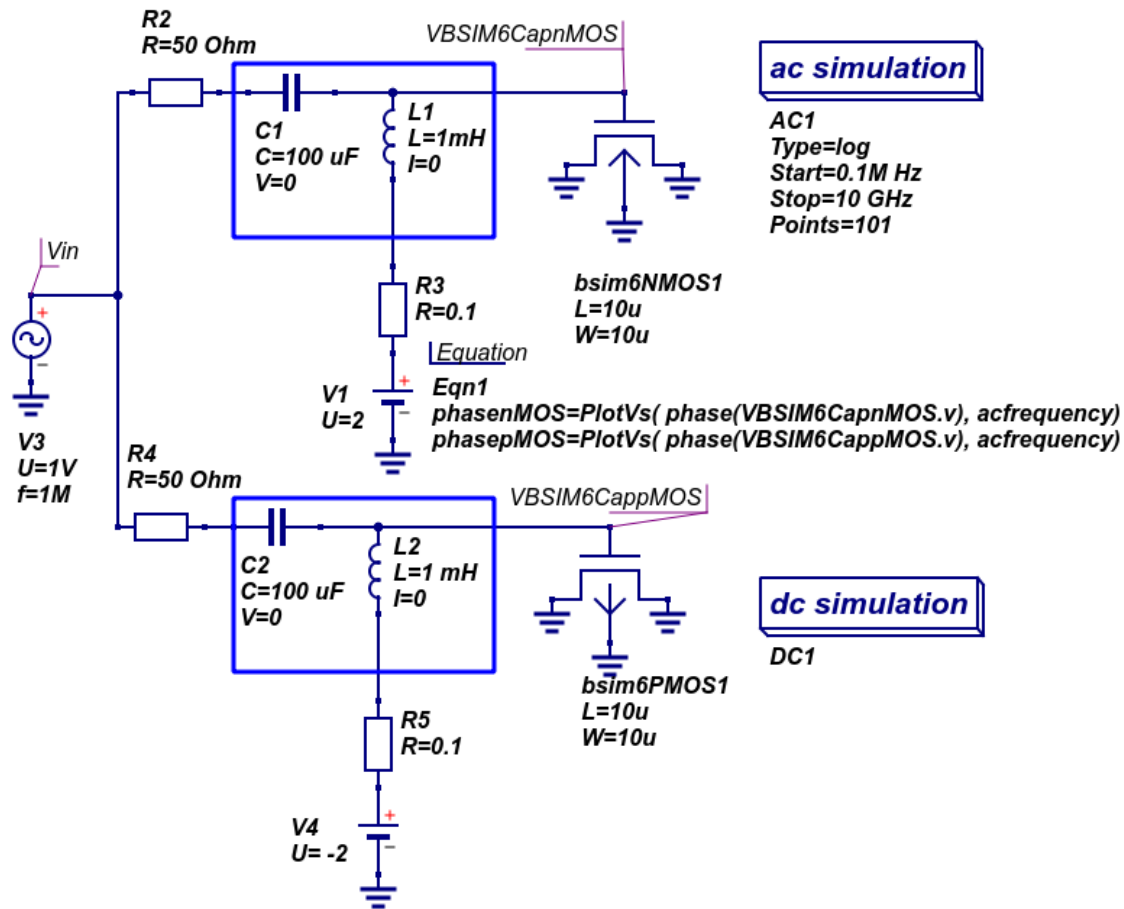 R2
R=50 Ohm
VBSIM6CapnMOS
ac simulation
AC1
Type=log
Start=0.1M Hz
Stop=10 GHz
Points=101
C1
C=100 uF
V=0
L1
L=1mH
I=0
Vin
+
−
V3
U=1V
f=1M
R3
R=0.1
bsim6NMOS1
L=10u
W=10u
Equation
Eqn1
phasenMOS=PlotVs( phase(VBSIM6CapnMOS.v), acfrequency)
phasepMOS=PlotVs( phase(VBSIM6CappMOS.v), acfrequency)
V1
U=2
+
−
R4
R=50 Ohm
VBSIM6CappMOS
C2
C=100 uF
V=0
L2
L=1 mH
I=0
dc simulation
DC1
bsim6PMOS1
L=10u
W=10u
R5
R=0.1
V4
U= -2
+
−